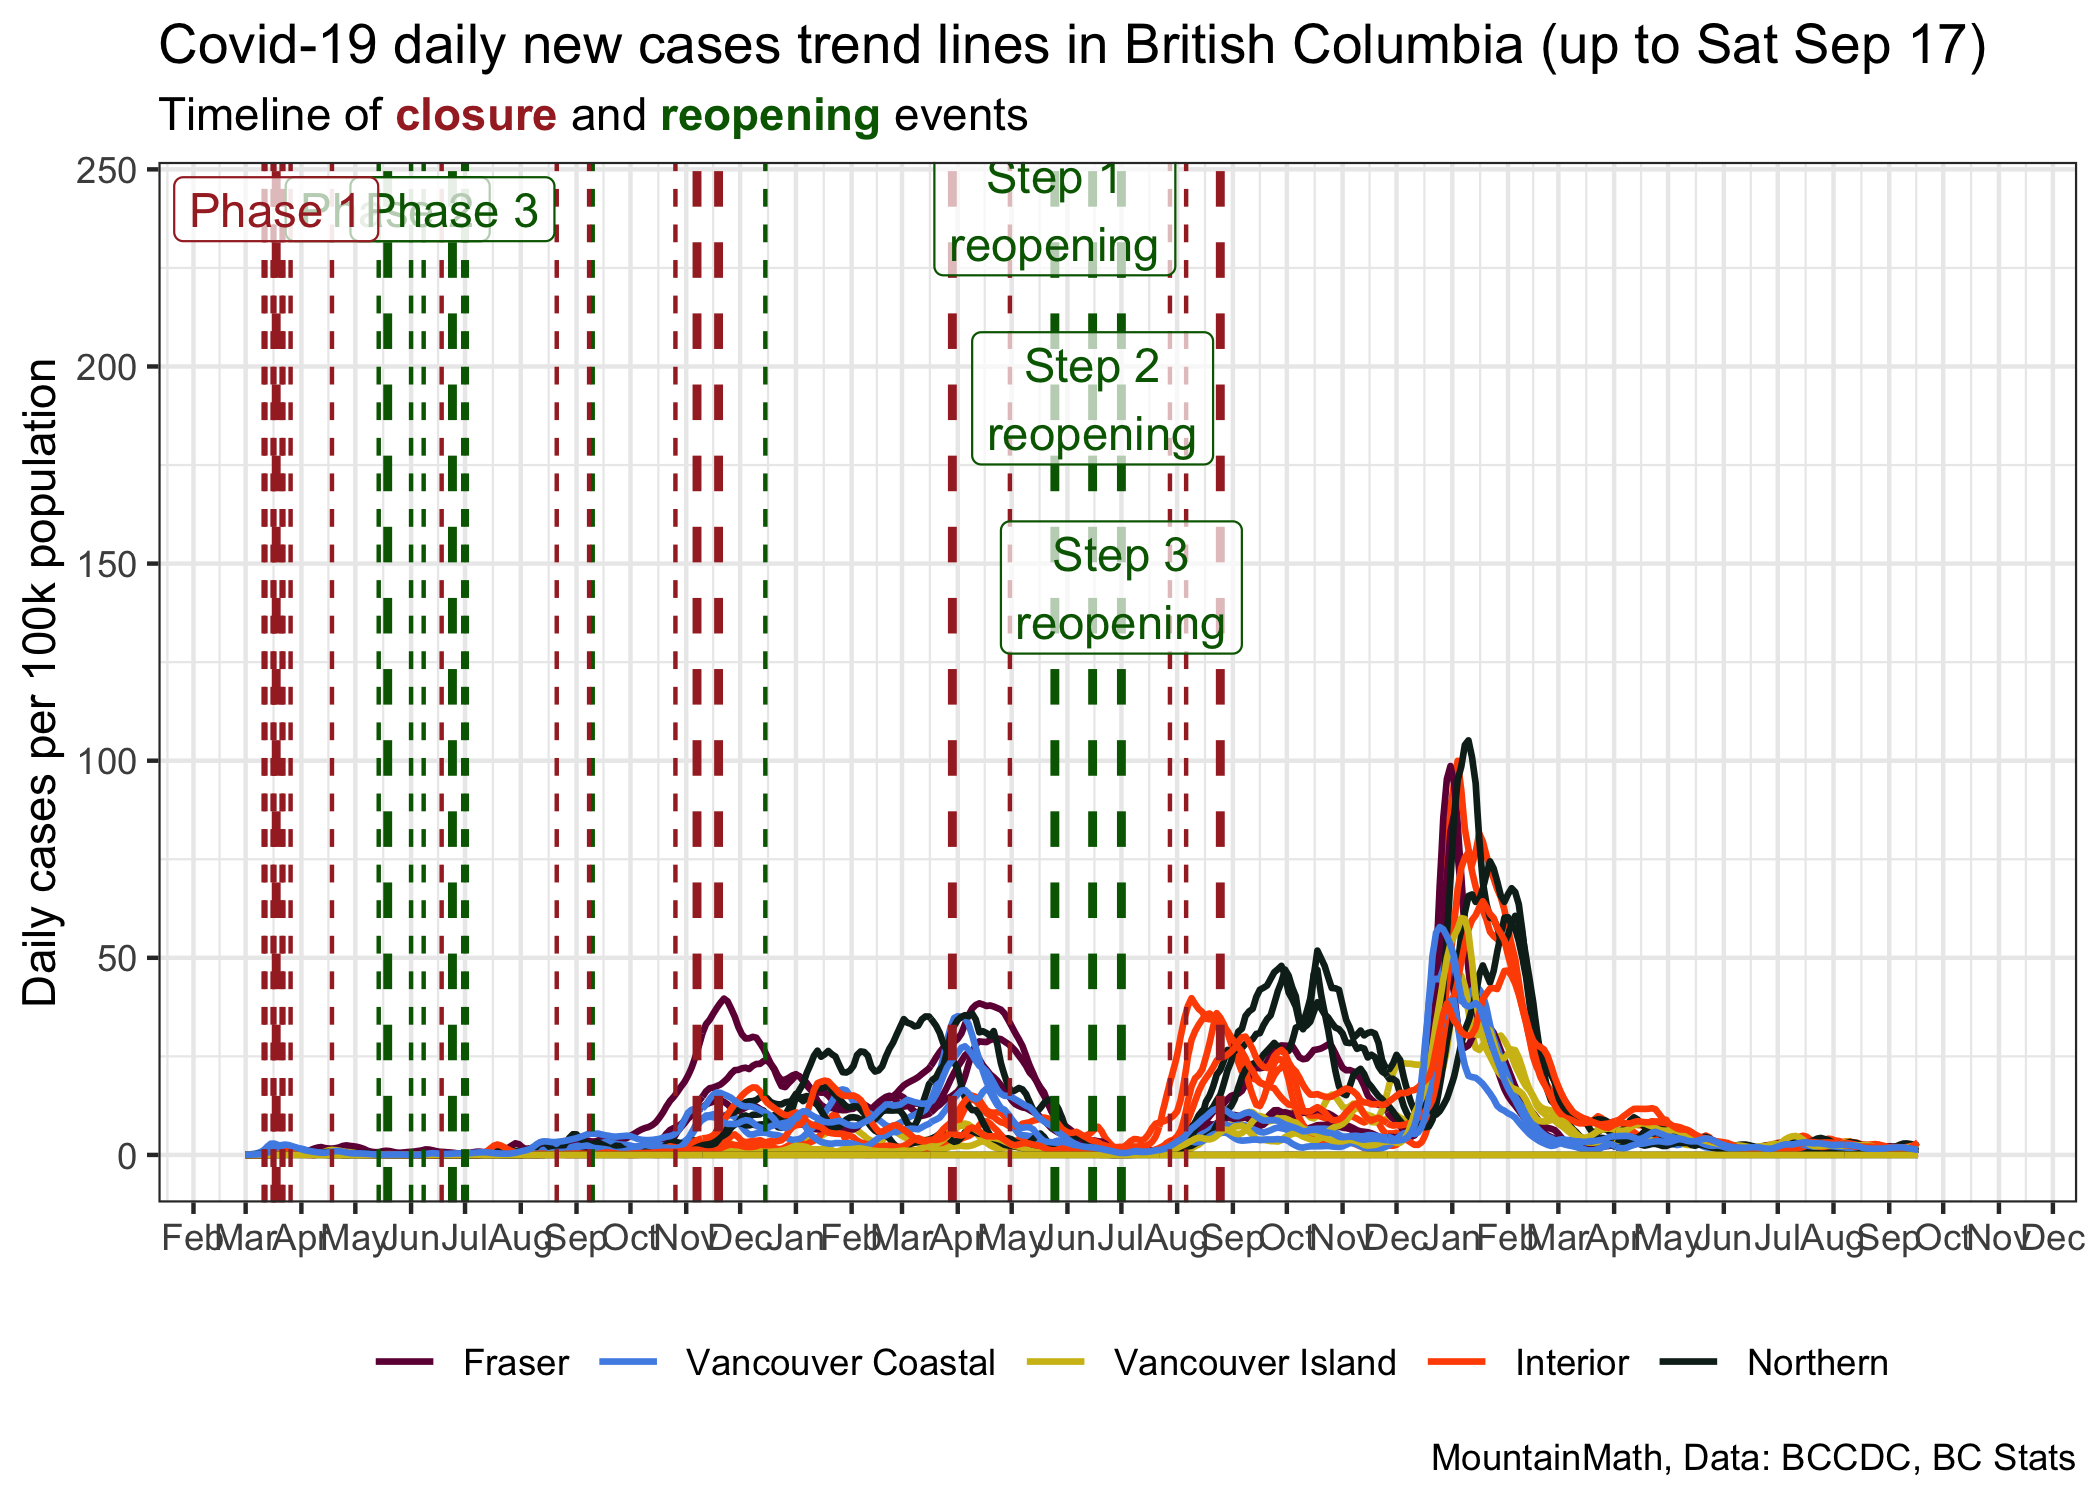 Covid-19 daily new cases trend lines in British Columbia (up to Sat Sep 17)
Timeline of closure and reopening events
Daily cases per 100k population
250
200
150
100
50
0
Phase 1
Phase 2
Phase 3
Step 1
reopening
Step 2
reopening
Step 3
reopening
Feb Mar Apr May Jun Jul Aug Sep Oct Nov Dec Jan Feb Mar Apr May Jun Jul Aug Sep Oct Nov Dec Jan Feb Mar Apr May Jun Jul Aug Sep Oct Nov Dec
Fraser Vancouver Coastal Vancouver Island Interior Northern
MountainMath, Data: BCCDC, BC Stats